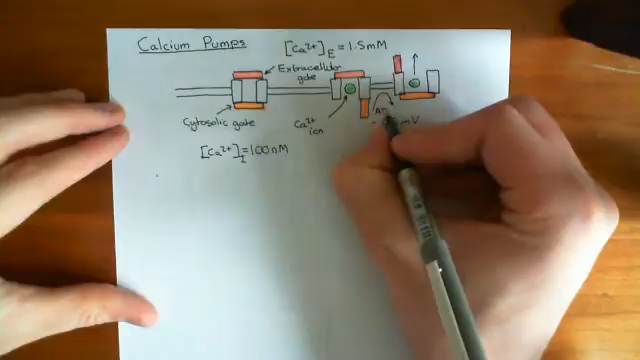 Calcium Pumps
[Ca²⁺]E = 1.5mM
Extracellular
gate
Cytosolic gate
Ca²⁺
ion
[Ca²⁺]I = 100nM